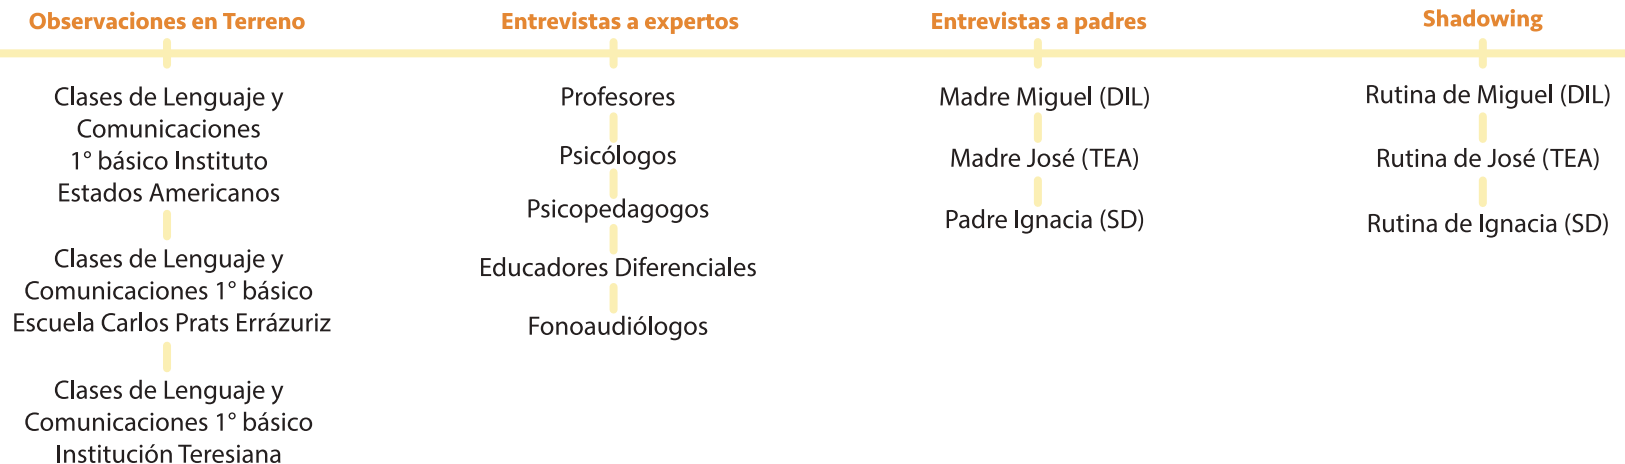 Observaciones en Terreno
Clases de Lenguaje y
Comunicaciones
1° básico Instituto
Estados Americanos
Clases de Lenguaje y
Comunicaciones 1° básico
Escuela Carlos Prats Errázuriz
Clases de Lenguaje y
Comunicaciones 1° básico
Institución Teresiana
Entrevistas a expertos
Profesores
Psicólogos
Psicopedagogos
Educadores Diferenciales
Fonoaudiólogos
Entrevistas a padres
Madre Miguel (DIL)
Madre José (TEA)
Padre Ignacia (SD)
Shadowing
Rutina de Miguel (DIL)
Rutina de José (TEA)
Rutina de Ignacia (SD)